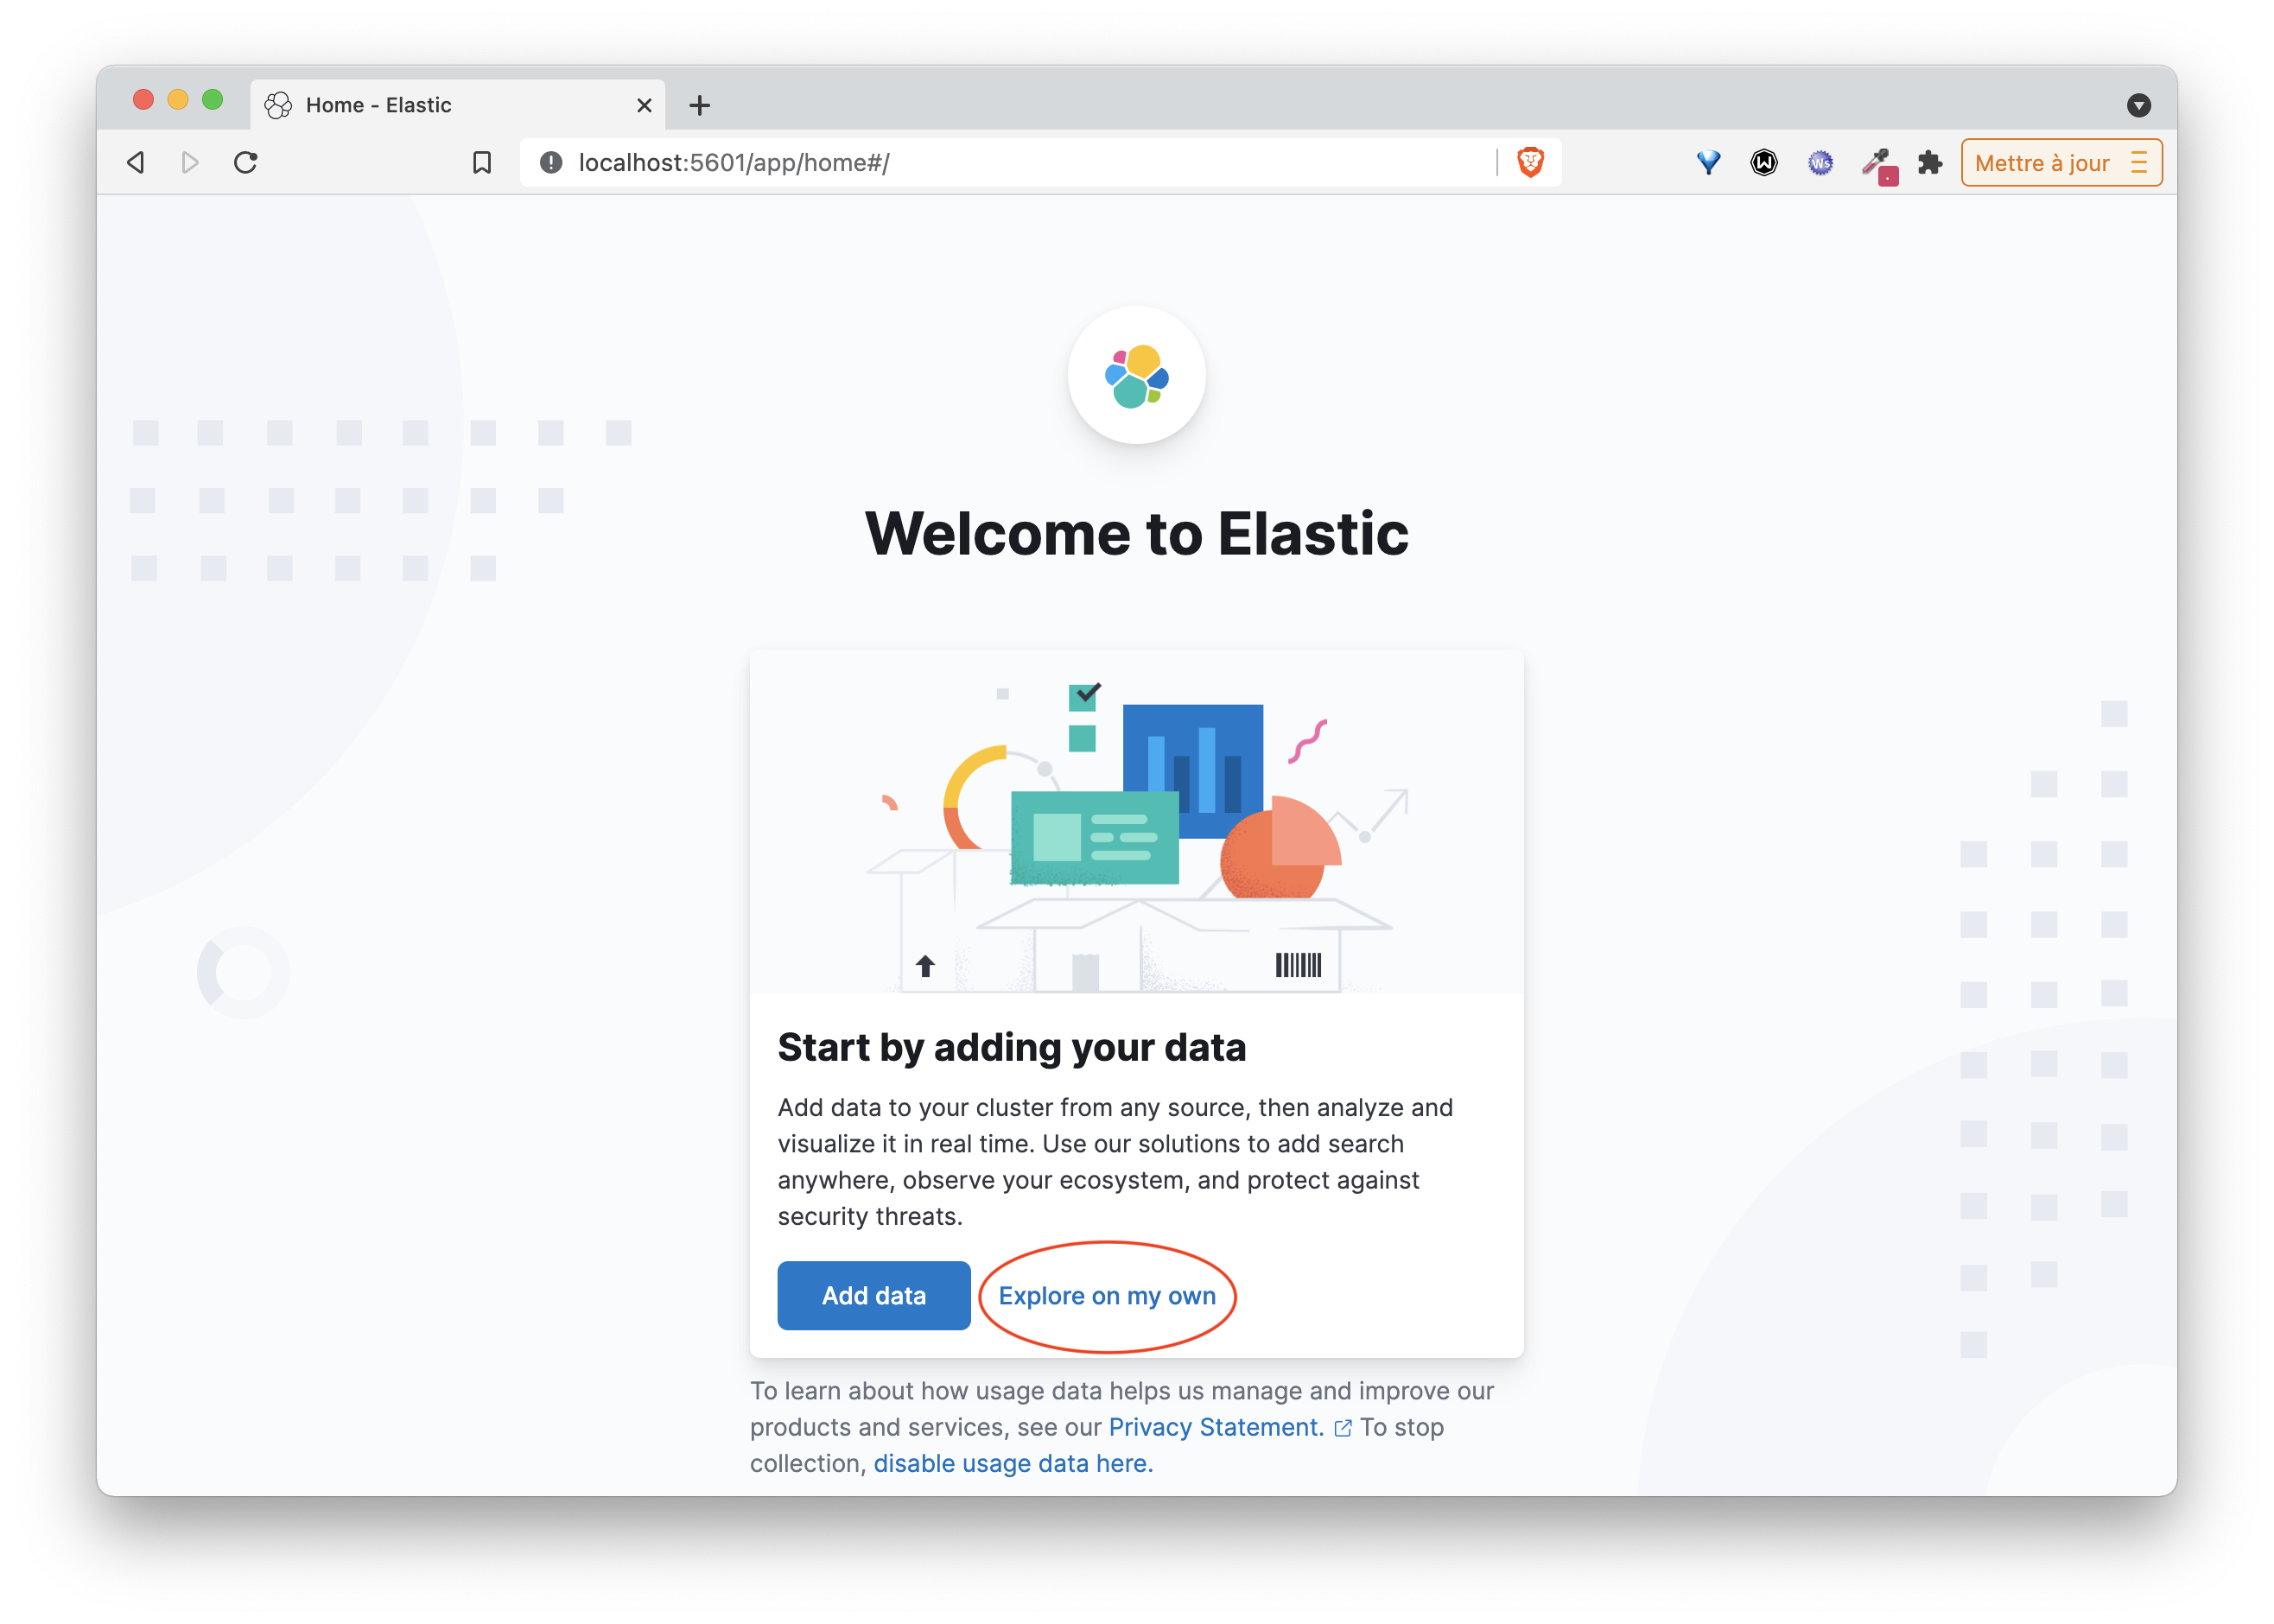 Home - Elastic
localhost:5601/app/home#/
Ws
Mettre à jour
Welcome to Elastic
Start by adding your data
Add data to your cluster from any source, then analyze and
visualize it in real time. Use our solutions to add search
anywhere, observe your ecosystem, and protect against
security threats.
Add data
Explore on my own
To learn about how usage data helps us manage and improve our
products and services, see our Privacy Statement. To stop
collection, disable usage data here.